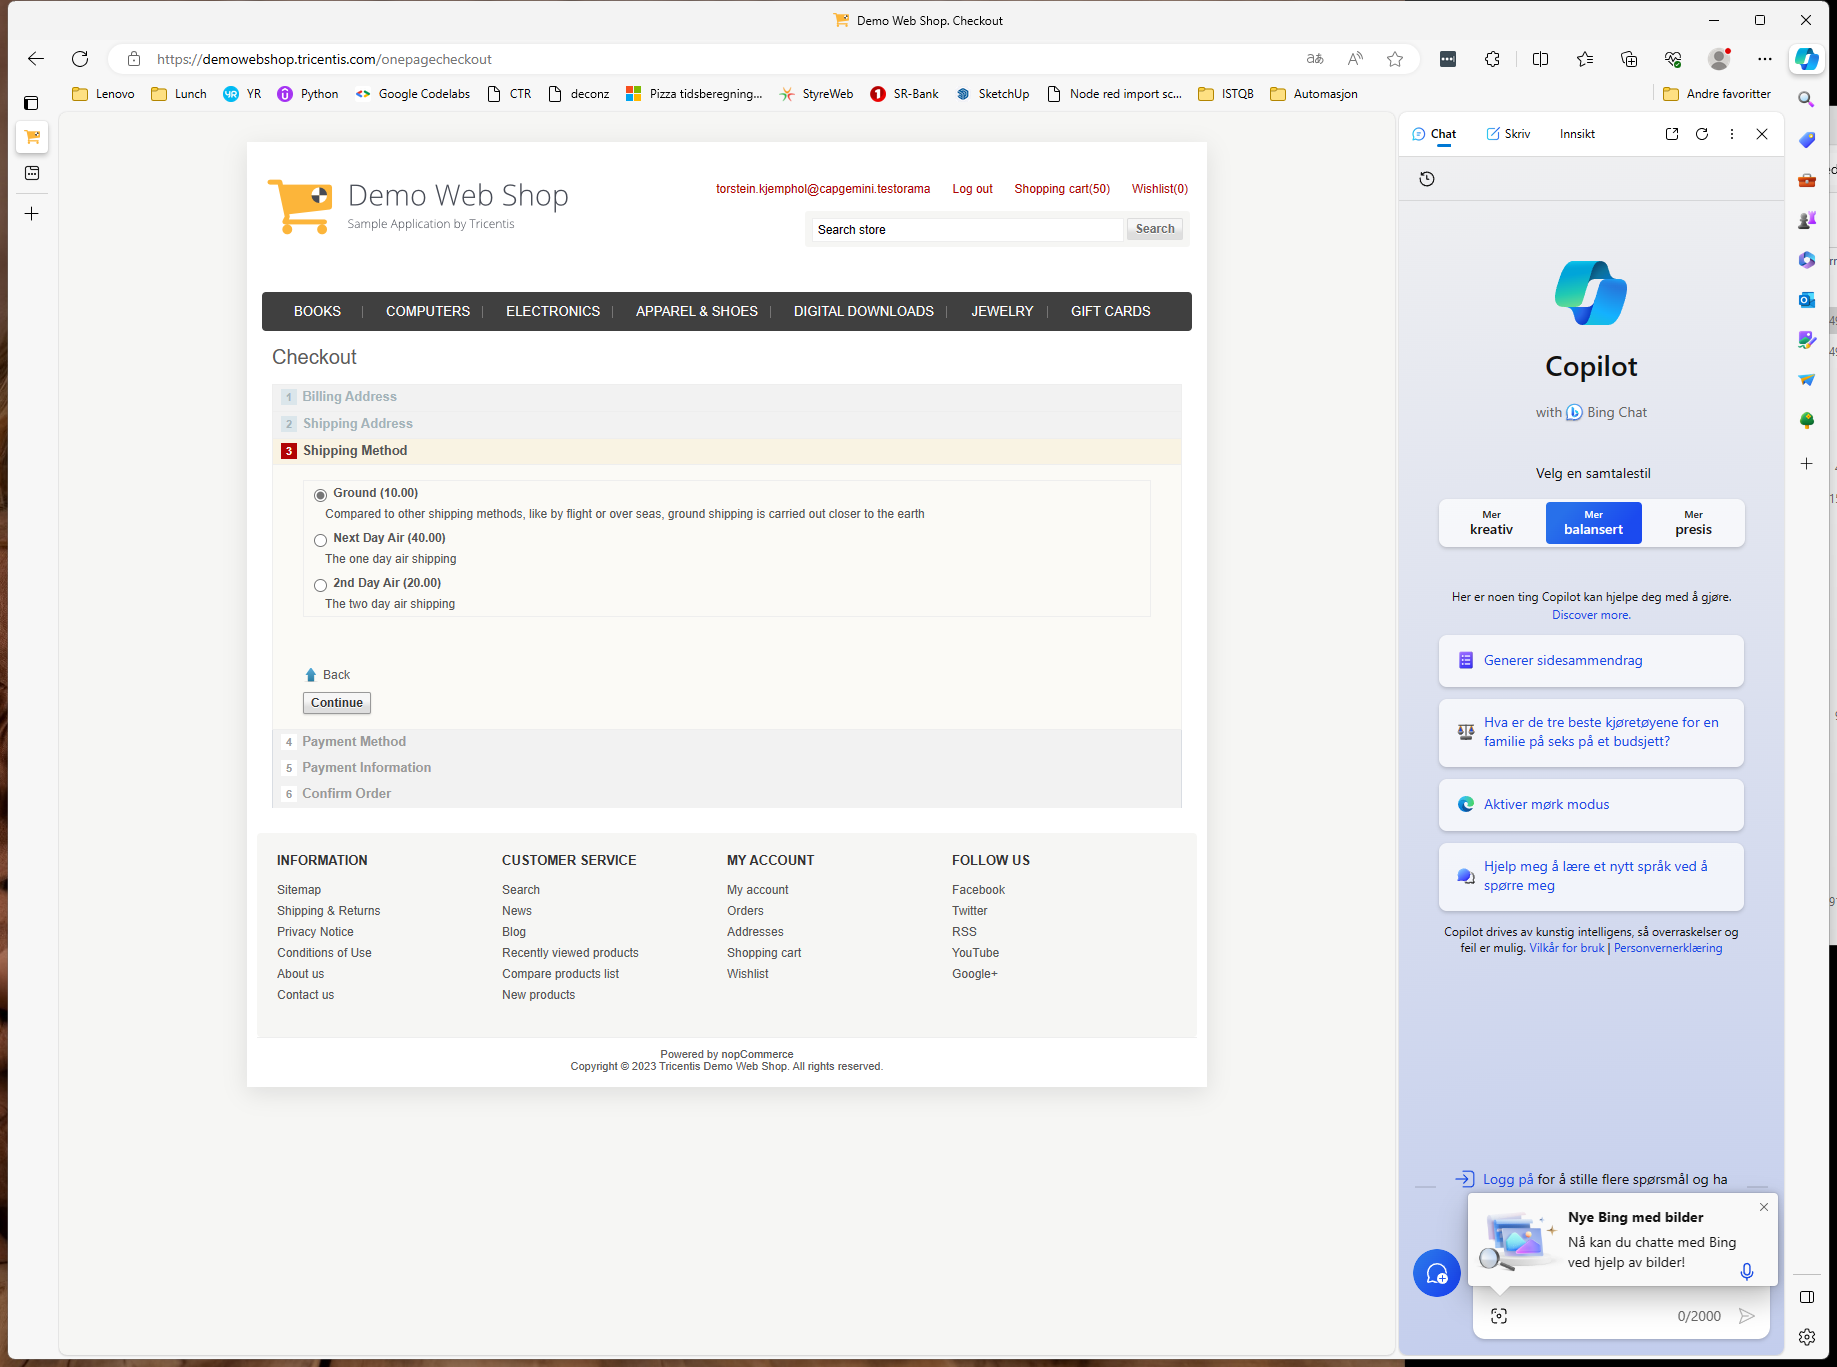 Demo Web Shop. Checkout
https://demowebshop.tricentis.com/onepagecheckout
Lenovo
Lunch
YR
Python
Google Codelabs
CTR
deconz
Pizza tidsberegning...
StyreWeb
SR-Bank
SketchUp
Node red import sc...
ISTQB
Automasjon
Andre favoritter
Demo Web Shop
Sample Application by Tricentis
torstein.kjemphol@capgemini.testorama
Log out
Shopping cart(50)
Wishlist(0)
Search store
Search
BOOKS
COMPUTERS
ELECTRONICS
APPAREL & SHOES
DIGITAL DOWNLOADS
JEWELRY
GIFT CARDS
Checkout
1 Billing Address
2 Shipping Address
3 Shipping Method
Ground (10.00)
Compared to other shipping methods, like by flight or over seas, ground shipping is carried out closer to the earth
Next Day Air (40.00)
The one day air shipping
2nd Day Air (20.00)
The two day air shipping
Back
Continue
4 Payment Method
5 Payment Information
6 Confirm Order
INFORMATION
Sitemap
Shipping & Returns
Privacy Notice
Conditions of Use
About us
Contact us
CUSTOMER SERVICE
Search
News
Blog
Recently viewed products
Compare products list
New products
MY ACCOUNT
My account
Orders
Addresses
Shopping cart
Wishlist
FOLLOW US
Facebook
Twitter
RSS
YouTube
Google+
Powered by nopCommerce
Copyright © 2023 Tricentis Demo Web Shop. All rights reserved.
Chat
Skriv
Innsikt
Copilot
with Bing Chat
Velg en samtalestil
Mer
kreativ
Mer
balansert
Mer
presis
Her er noen ting Copilot kan hjelpe deg med å gjøre.
Discover more.
Generer sidesammendrag
Hva er de tre beste kjøretøyene for en
familie på seks på et budsjett?
Aktiver mørk modus
Hjelp meg å lære et nytt språk ved å
spørre meg
Copilot drives av kunstig intelligens, så overraskelser og
feil er mulig. Vilkår for bruk | Personvernerklæring
Logg på for å stille flere spørsmål og ha
Nye Bing med bilder
Nå kan du chatte med Bing
ved hjelp av bilder!
0/2000